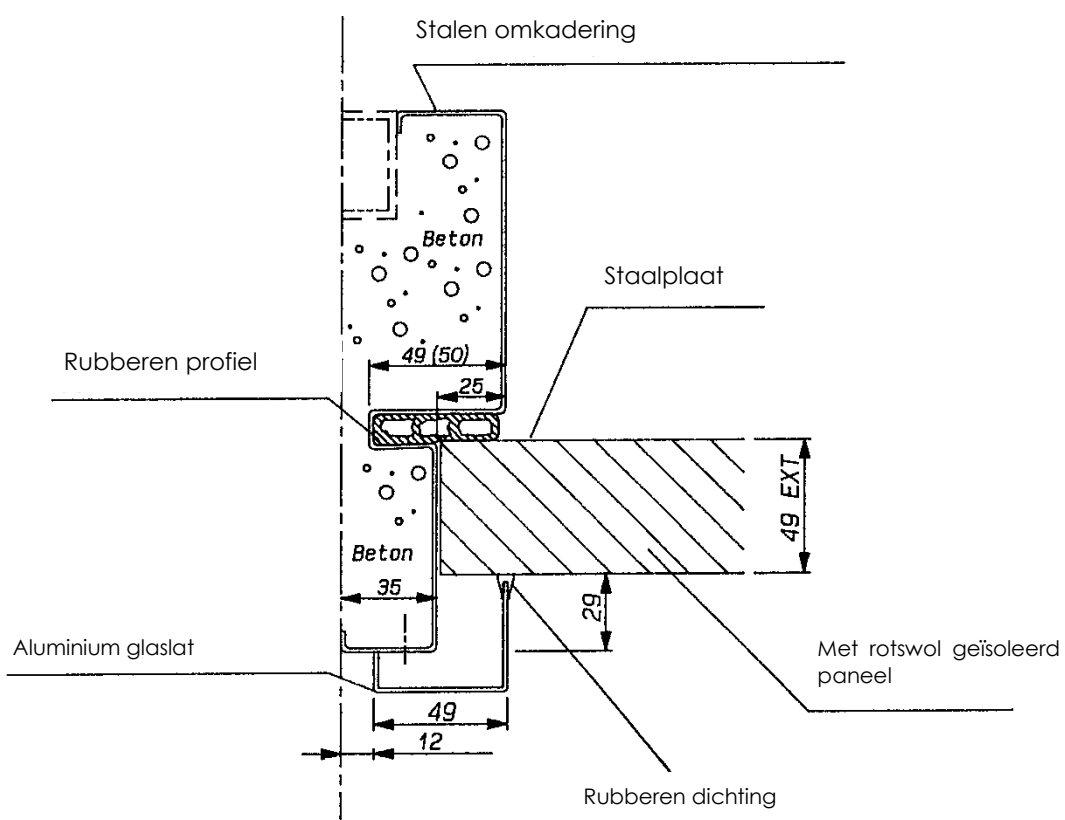 Stalen omkadering
Beton
Staalplaat
49 (50)
Rubberen profiel
25
49 EXT
Beton
35
29
Aluminium glaslat
Met rotswol geïsoleerd
paneel
49
12
Rubberen dichting